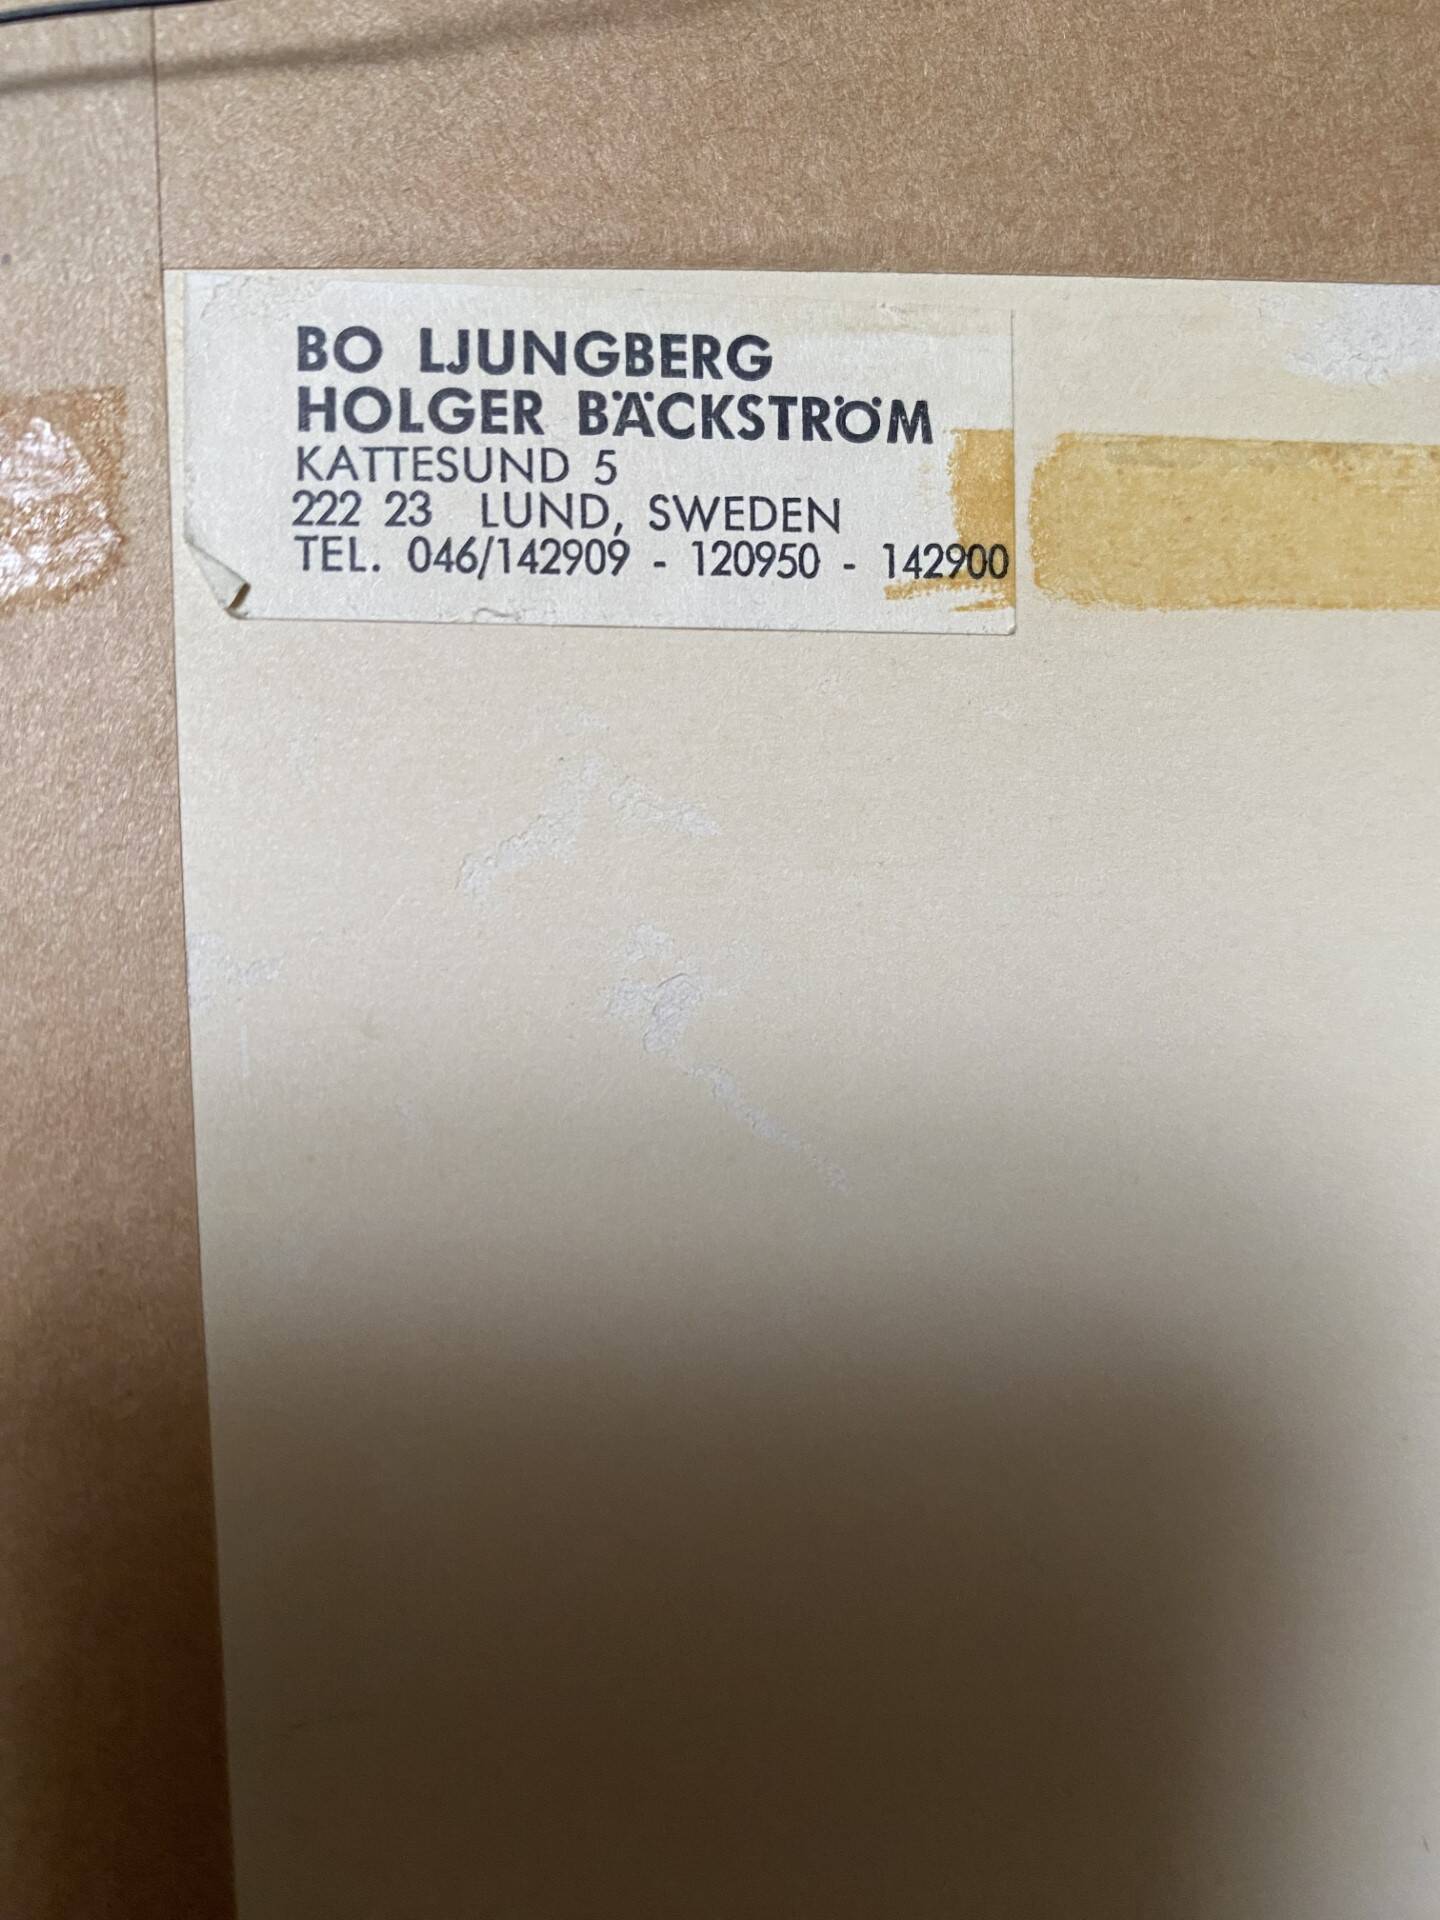 BO LJUNGBERG
HOLGER BÄCKSTRÖM
KATTESUND 5
222 23 LUND, SWEDEN
TEL. 046/142909 - 120950 - 142900